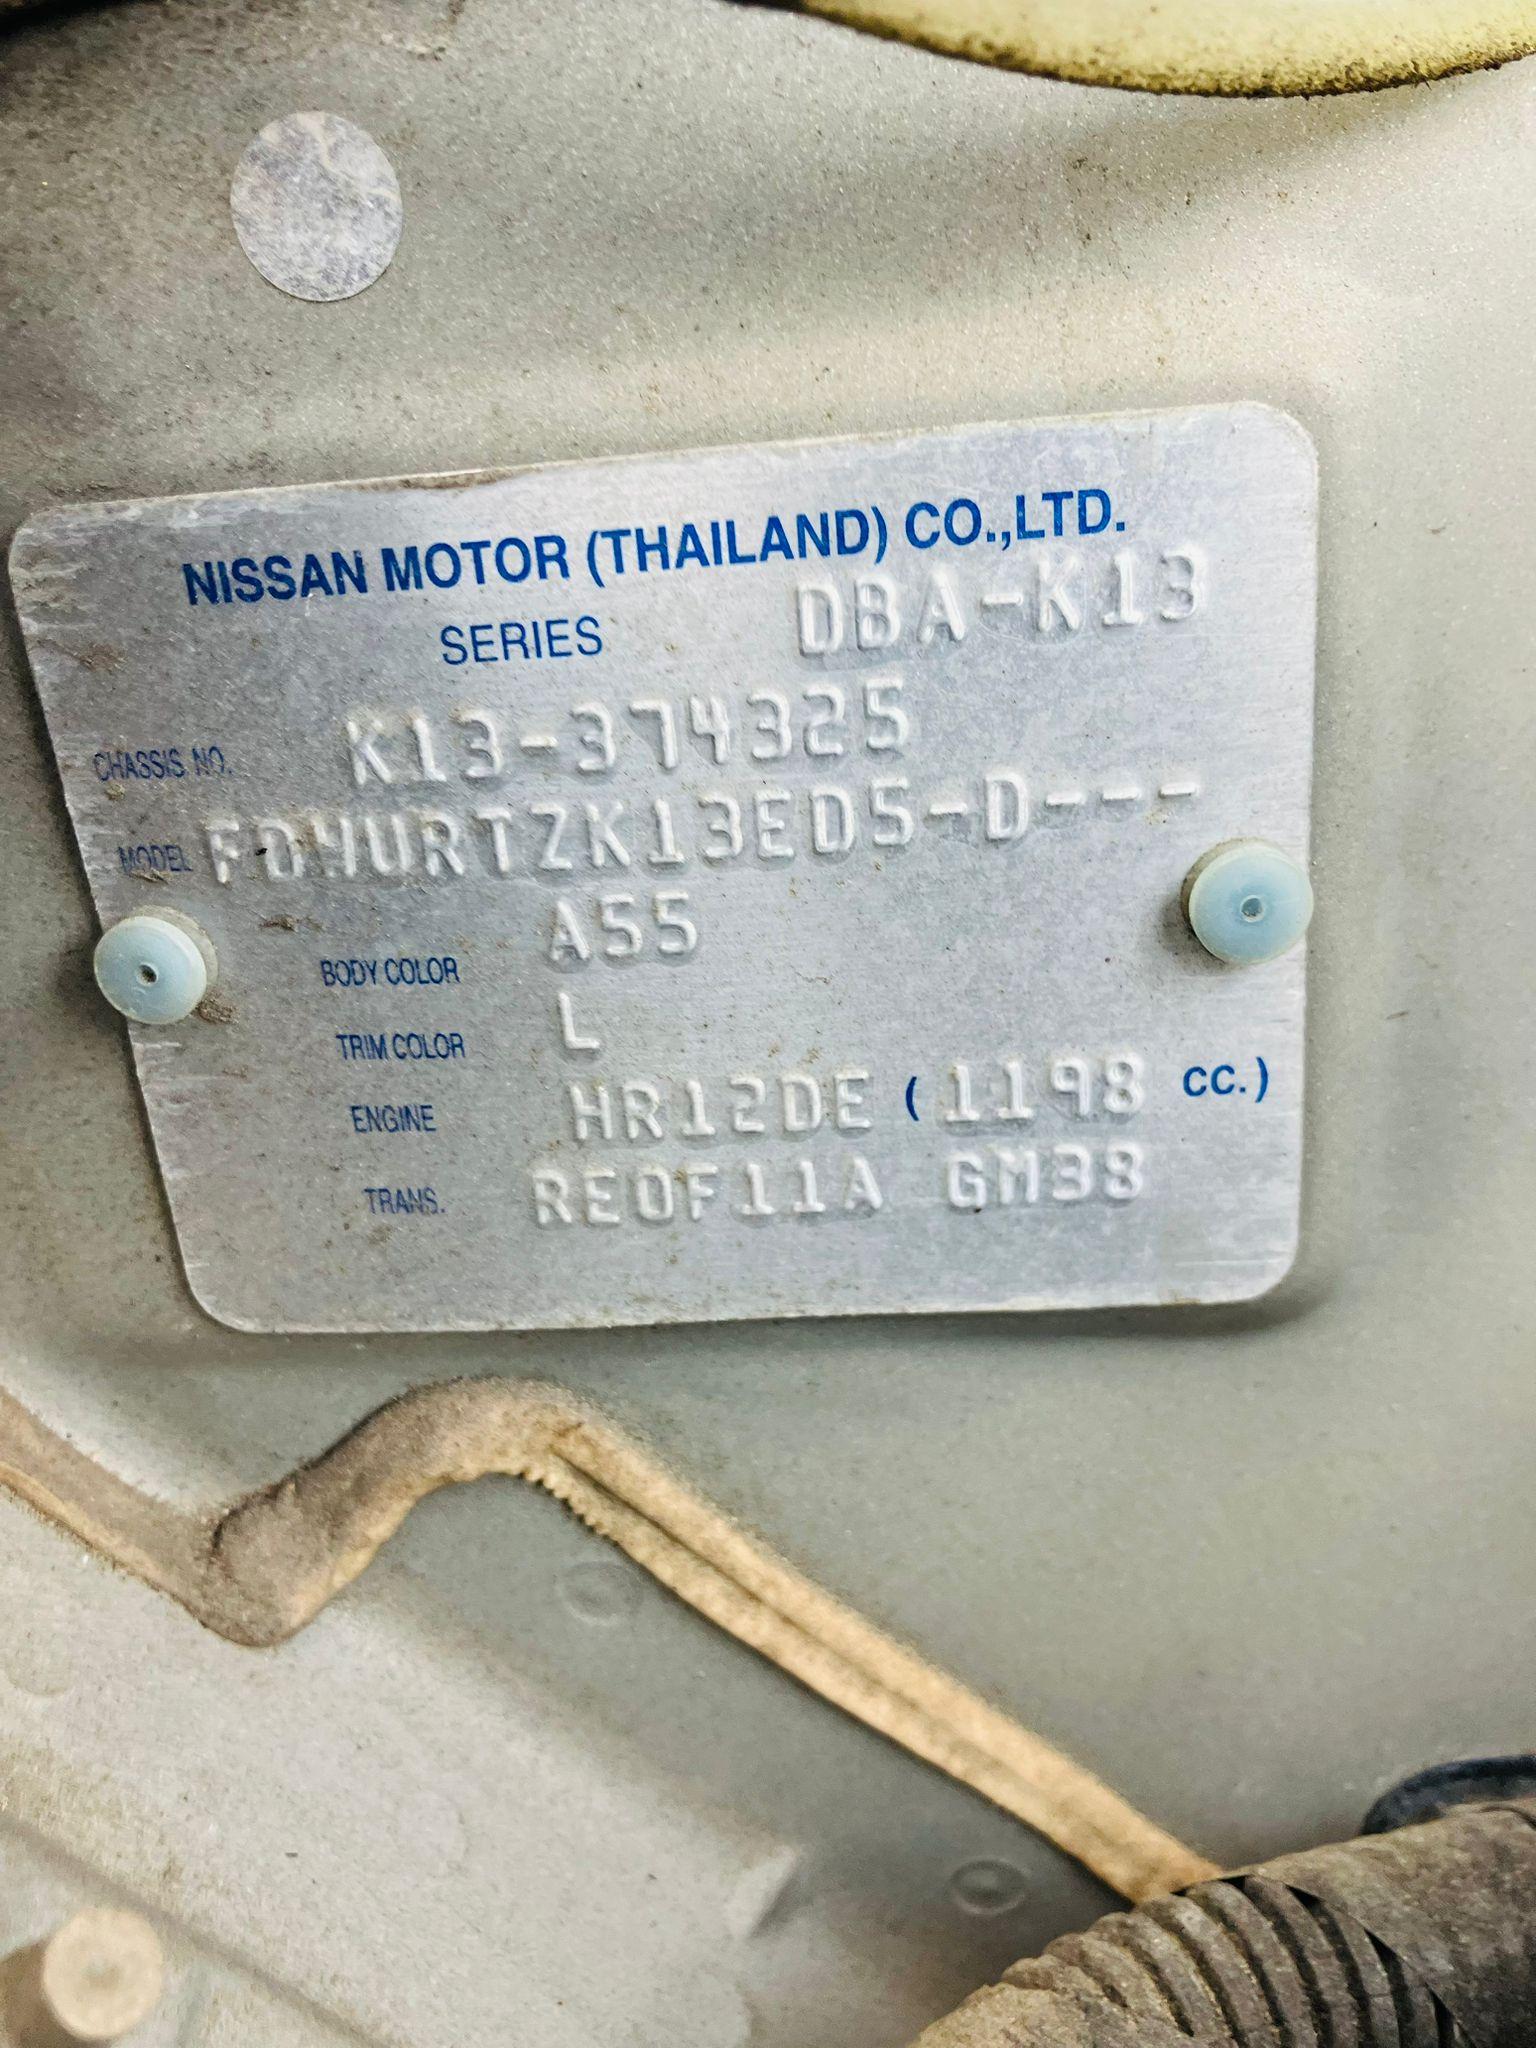 NISSAN MOTOR (THAILAND) CO.,LTD.
SERIES DBA-K13
CHASSIS NO. K13-374325
MODEL FDHURTZK13ED5-D---
BODY COLOR A55
TRIM COLOR L
ENGINE HR12DE (1198 CC.)
TRANS. RE0F11A GM38